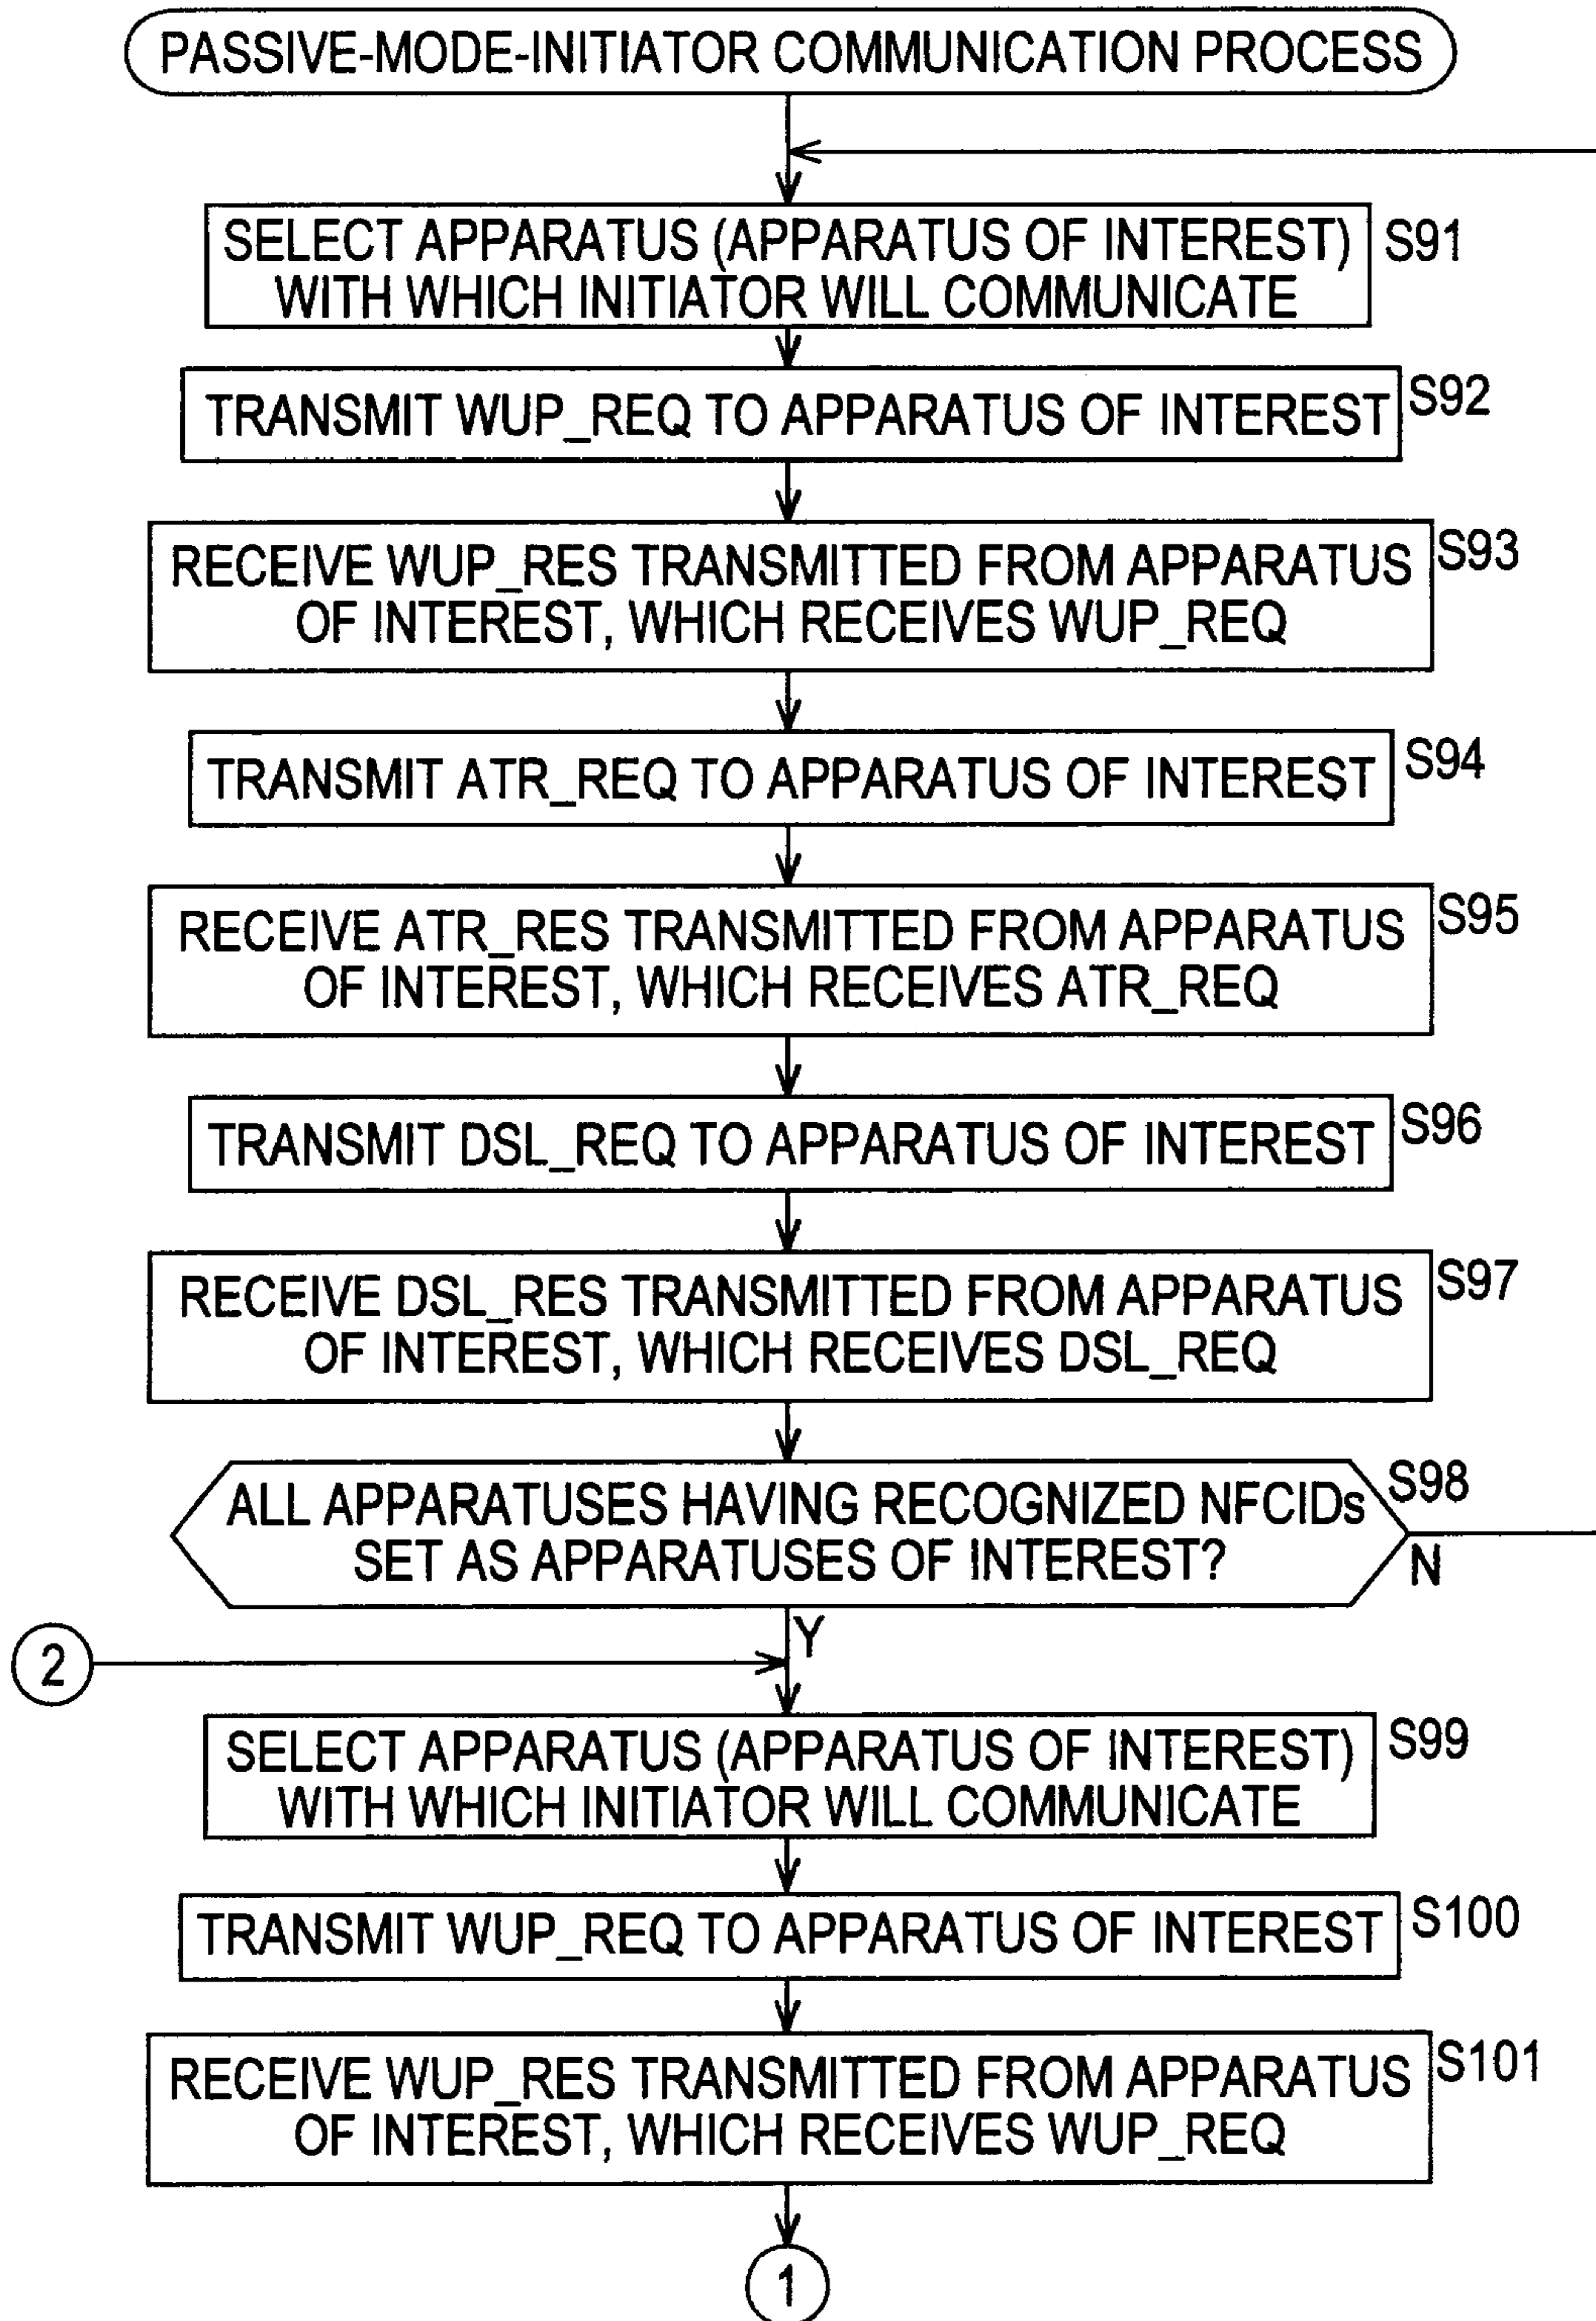 PASSIVE-MODE-INITIATOR COMMUNICATION PROCESS
SELECT APPARATUS (APPARATUS OF INTEREST)
WITH WHICH INITIATOR WILL COMMUNICATE
S91
TRANSMIT WUP_REQ TO APPARATUS OF INTEREST
S92
RECEIVE WUP_RES TRANSMITTED FROM APPARATUS
OF INTEREST, WHICH RECEIVES WUP_REQ
S93
TRANSMIT ATR_REQ TO APPARATUS OF INTEREST
S94
RECEIVE ATR_RES TRANSMITTED FROM APPARATUS
OF INTEREST, WHICH RECEIVES ATR_REQ
S95
TRANSMIT DSL_REQ TO APPARATUS OF INTEREST
S96
RECEIVE DSL_RES TRANSMITTED FROM APPARATUS
OF INTEREST, WHICH RECEIVES DSL_REQ
S97
ALL APPARATUSES HAVING RECOGNIZED NFCIDs
SET AS APPARATUSES OF INTEREST?
S98
N
Y
2
SELECT APPARATUS (APPARATUS OF INTEREST)
WITH WHICH INITIATOR WILL COMMUNICATE
S99
TRANSMIT WUP_REQ TO APPARATUS OF INTEREST
S100
RECEIVE WUP_RES TRANSMITTED FROM APPARATUS
OF INTEREST, WHICH RECEIVES WUP_REQ
S101
1